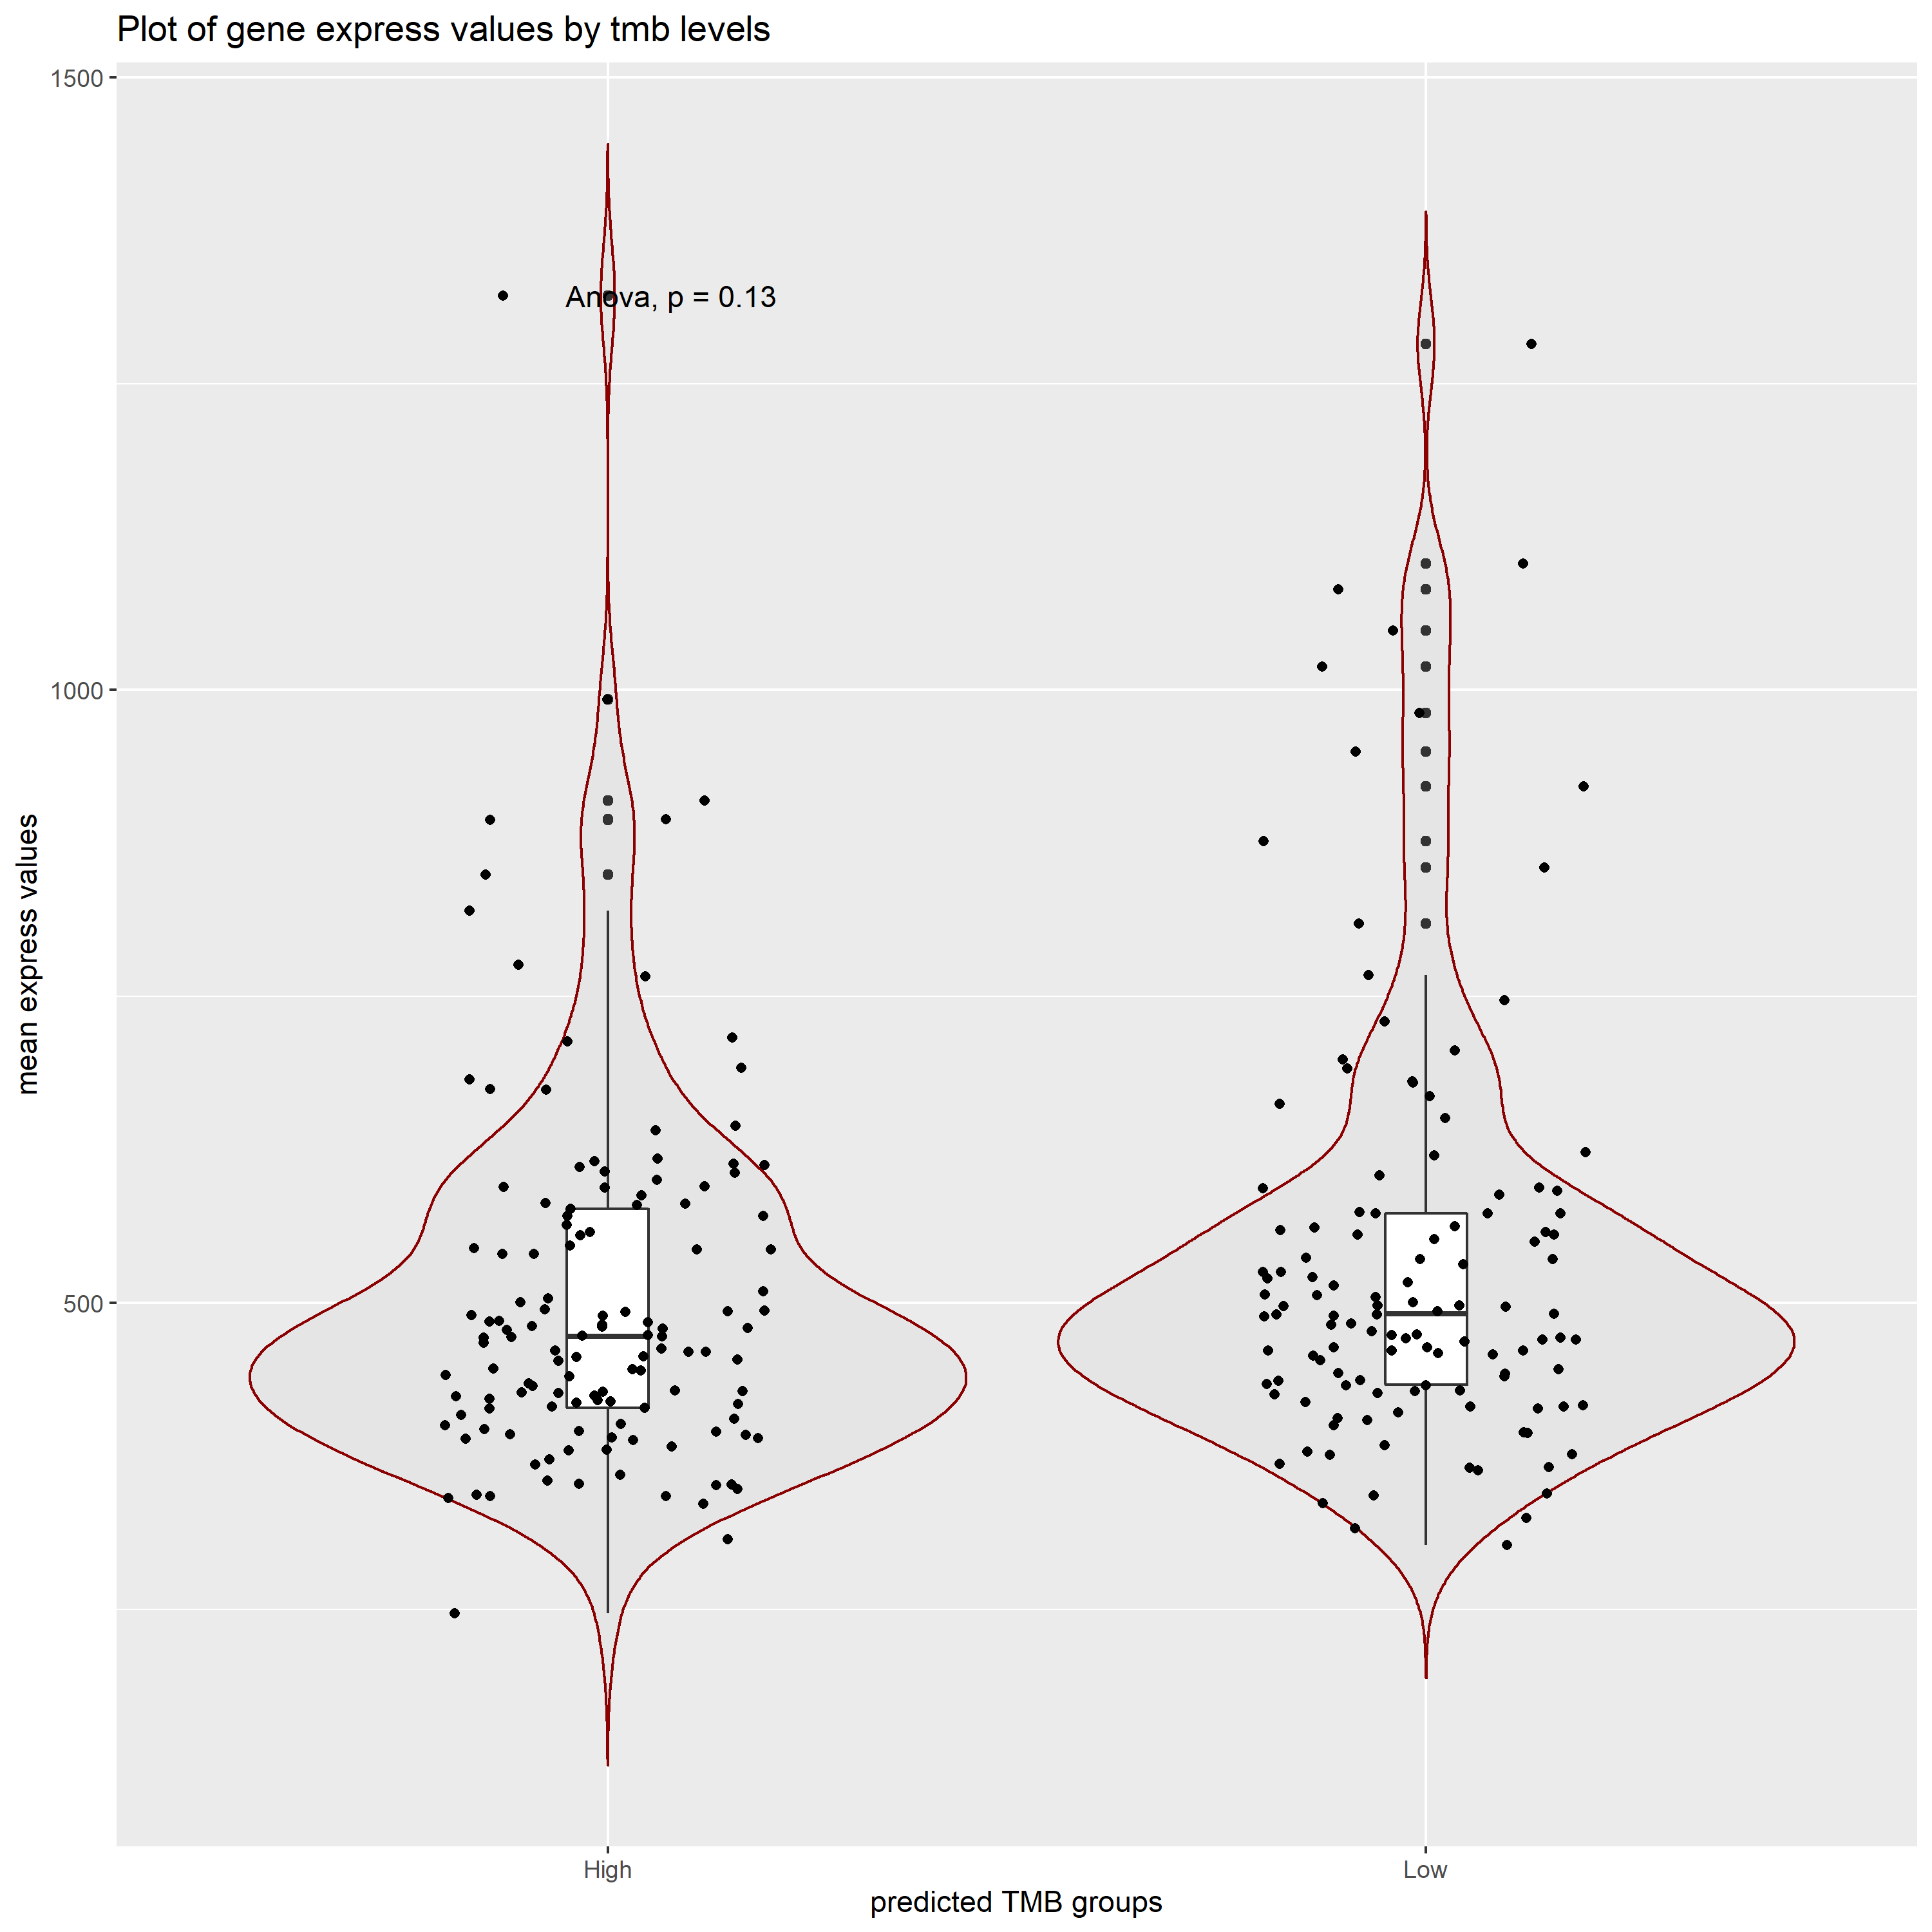 Plot of gene express values by tmb levels
1500
1000
500
mean express values
Anova, p = 0.13
High
Low
predicted TMB groups